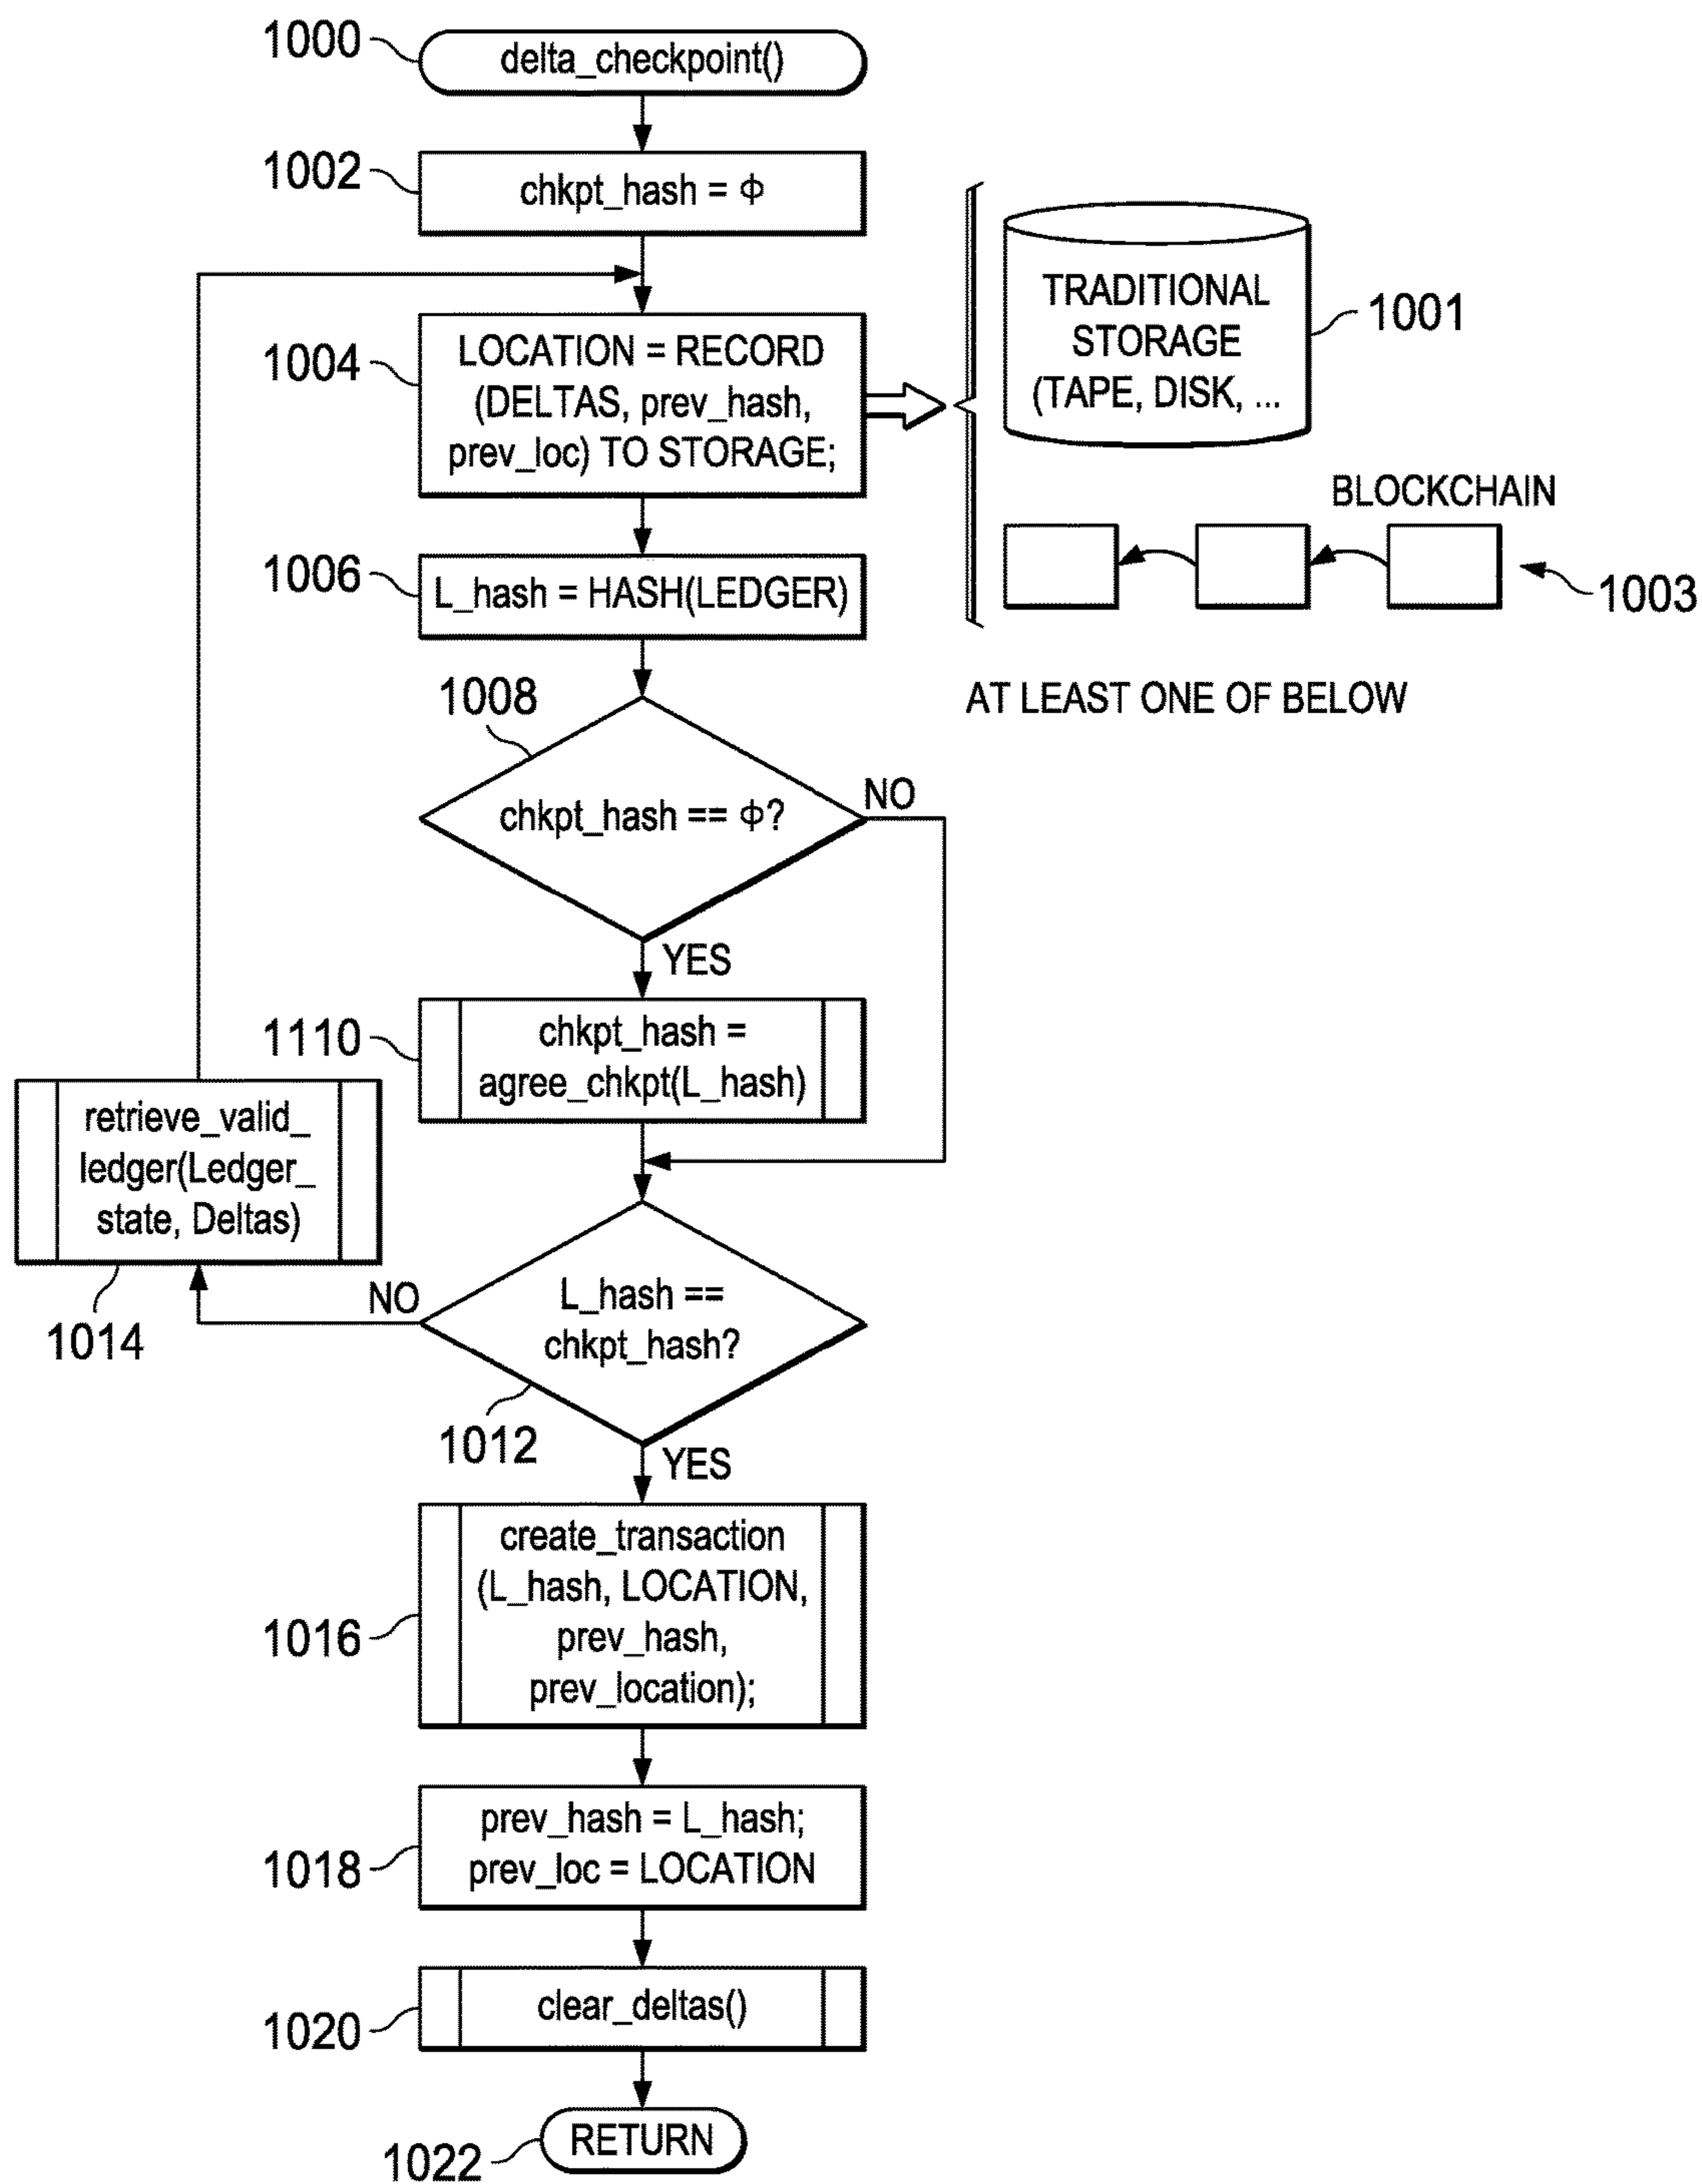 1000
delta_checkpoint()
1002
chkpt_hash = Φ
1004
LOCATION = RECORD
(DELTAS, prev_hash,
prev_loc) TO STORAGE;
TRADITIONAL
STORAGE
(TAPE, DISK, ...
1001
BLOCKCHAIN
1003
AT LEAST ONE OF BELOW
1006
L_hash = HASH(LEDGER)
1008
chkpt_hash == Φ?
NO
YES
1110
chkpt_hash =
agree_chkpt(L_hash)
retrieve_valid_
ledger(Ledger_
state, Deltas)
1014
NO
L_hash ==
chkpt_hash?
1012
YES
1016
create_transaction
(L_hash, LOCATION,
prev_hash,
prev_location);
1018
prev_hash = L_hash;
prev_loc = LOCATION
1020
clear_deltas()
1022
RETURN